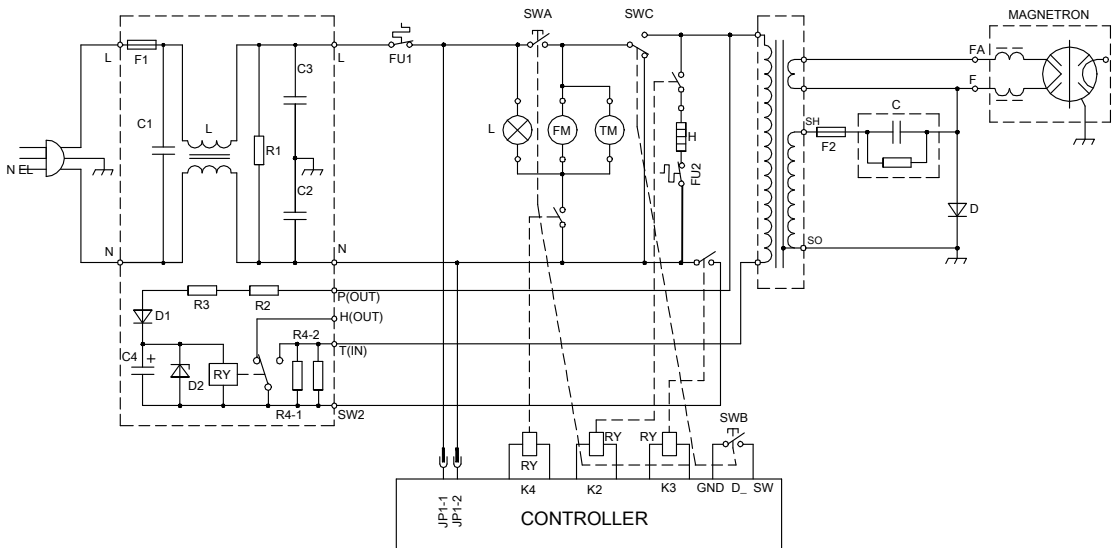 SWA
SWC
MAGNETRON
L
F1
L
FU1
C3
FA
F
C1
L
R1
L
FM
TM
H
SH
C
F2
N EL
C2
FU2
D
N
N
SO
R3
R2
P(OUT)
D1
H(OUT)
R4-2
T(IN)
C4
+
RY
D2
R4-1
SW2
SWB
RY
RY
RY
K4
K2
K3
GND
D_
SW
JP1-1
JP1-2
CONTROLLER